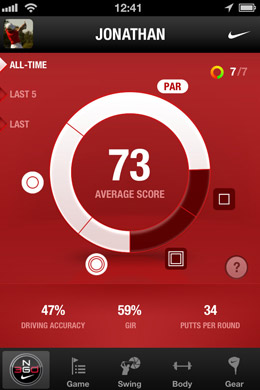 12:41
JONATHAN
ALL-TIME
7/7
LAST 5
PAR
LAST
73
AVERAGE SCORE
?
47%
59%
34
DRIVING ACCURACY
GIR
PUTTS PER ROUND
NG
360
Game
Swing
Body
Gear